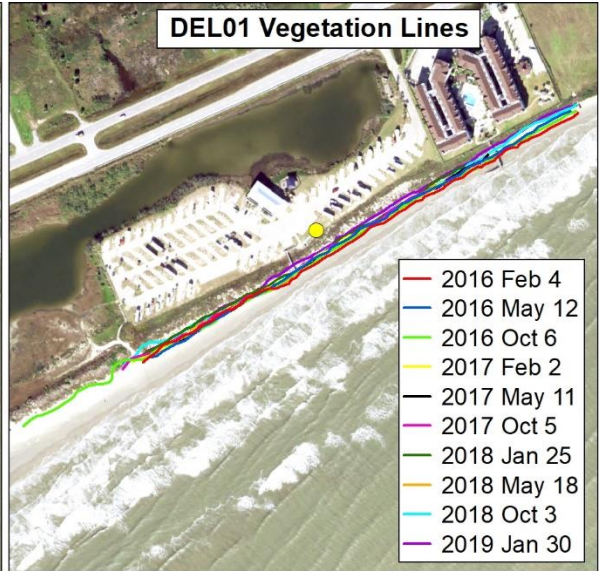 DEL01 Vegetation Lines
2016 Feb 4
2016 May 12
2016 Oct 6
2017 Feb 2
2017 May 11
2017 Oct 5
2018 Jan 25
2018 May 18
2018 Oct 3
2019 Jan 30